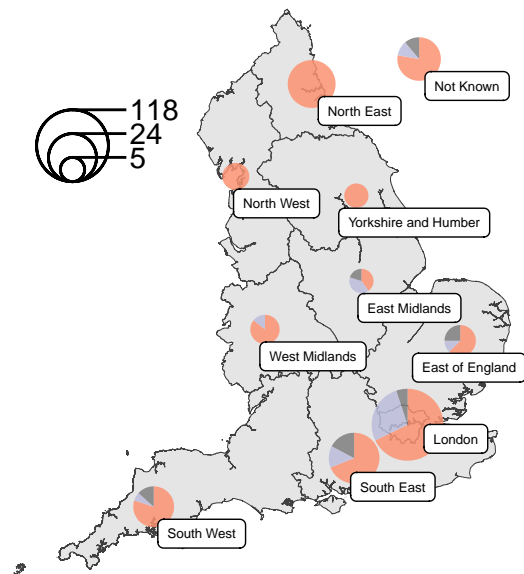 Not Known
118
North East
24
5
North West
Yorkshire and Humber
East Midlands
West Midlands
East of England
London
South East
South West